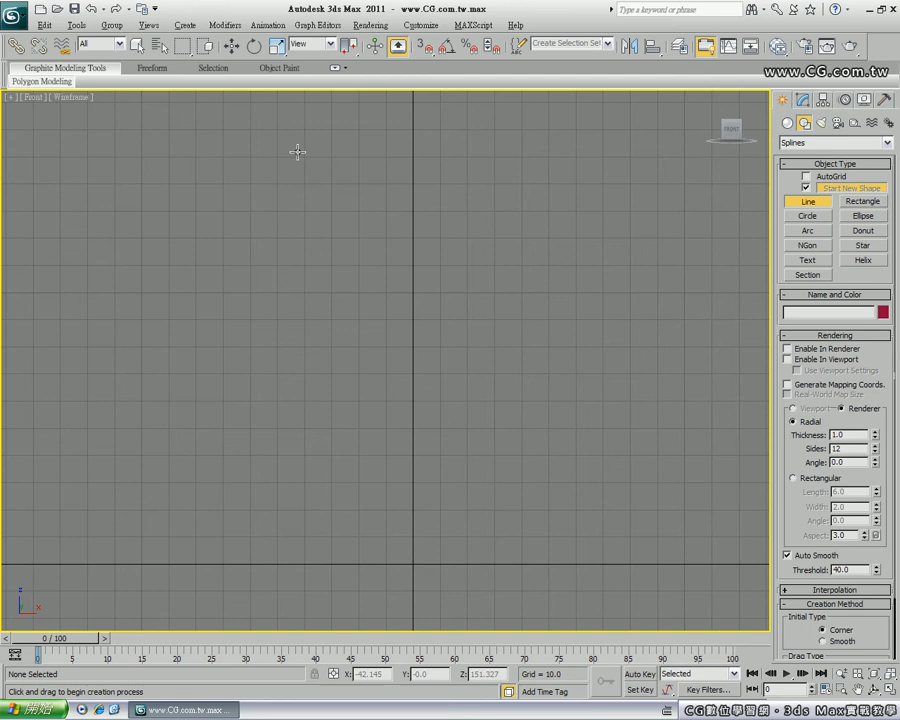 Autodesk 3ds Max 2011 - www.CG.com.tw.max
Type a keyword or phrase
Edit Tools Group Views Create Modifiers Animation Graph Editors Rendering Customize MAXScript Help
All View 3 Create Selection Set
Graphite Modeling Tools Freeform Selection Object Paint
www.CG.com.tw
Polygon Modeling
[ + ] [ Front ] [ Wireframe ]
FRONT
Splines
Object Type
AutoGrid
Start New Shape
Line Rectangle
Circle Ellipse
Arc Donut
NGon Star
Text Helix
Section
Name and Color
Rendering
Enable In Renderer
Enable In Viewport
Use Viewport Settings
Generate Mapping Coords.
Real-World Map Size
Viewport Renderer
Radial
Thickness: 1.0
Sides: 12
Angle: 0.0
Rectangular
Length: 6.0
Width: 2.0
Angle: 0.0
Aspect: 3.0
Auto Smooth
Threshold: 40.0
Interpolation
Creation Method
Initial Type
Corner
Smooth
Drag Type
z
x
0 / 100
0 5 10 15 20 25 30 35 40 45 50 55 60 65 70 75 80 85 90 95 100
None Selected X: -42.145 Y: -0.0 Z: 151.327 Grid = 10.0 Auto Key Selected
Click and drag to begin creation process Add Time Tag Set Key Key Filters... 0
開始 www.CG.com.tw.max ... CG數位學習網 - 3ds Max實戰教學